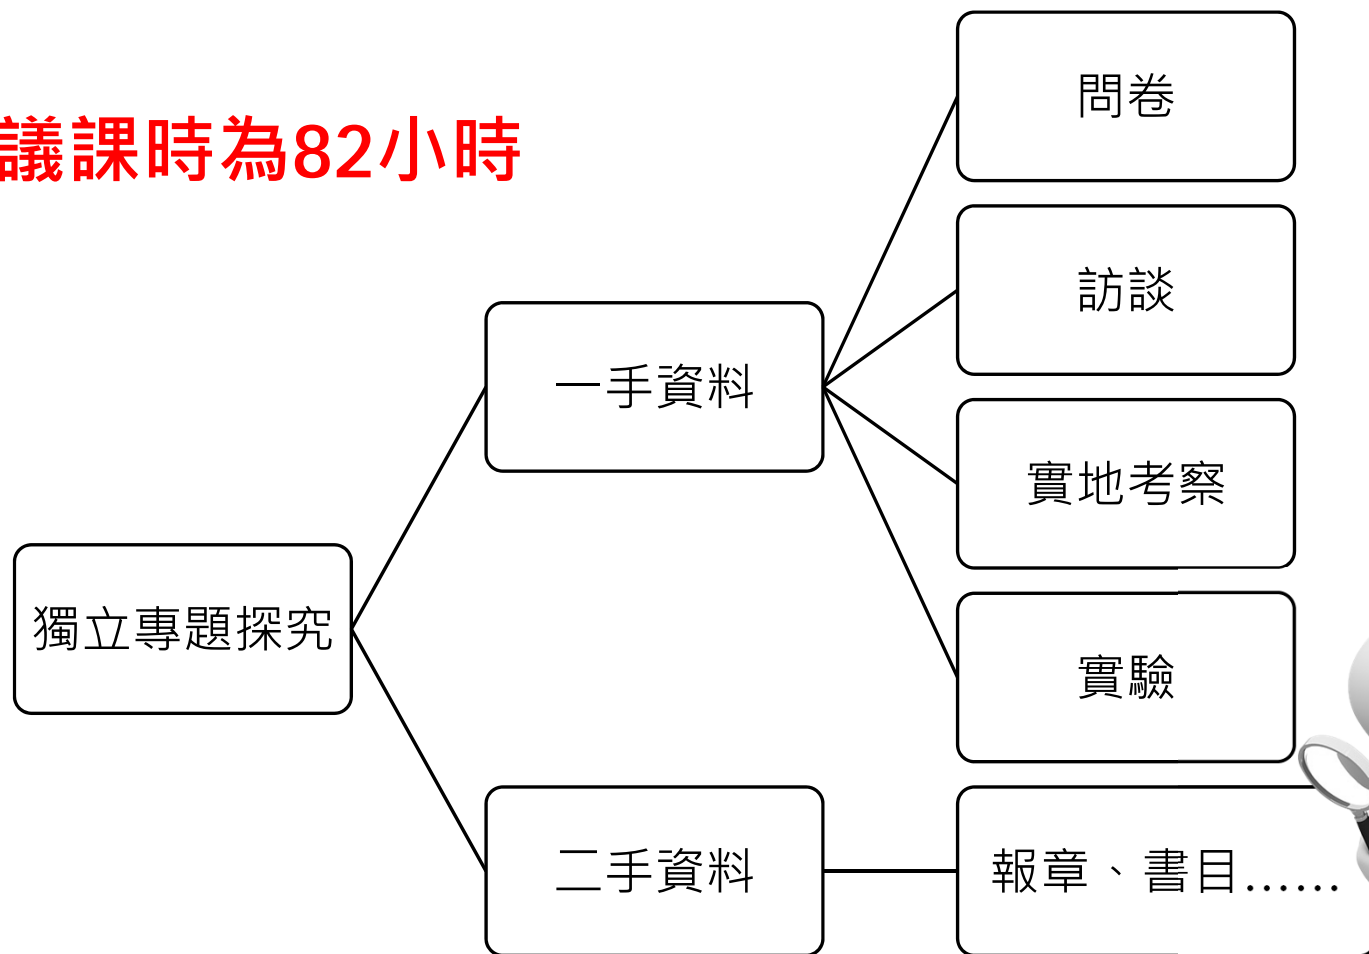 議課時為82小時
獨立專題探究
一手資料
問卷
訪談
實地考察
實驗
二手資料
報章、書目......